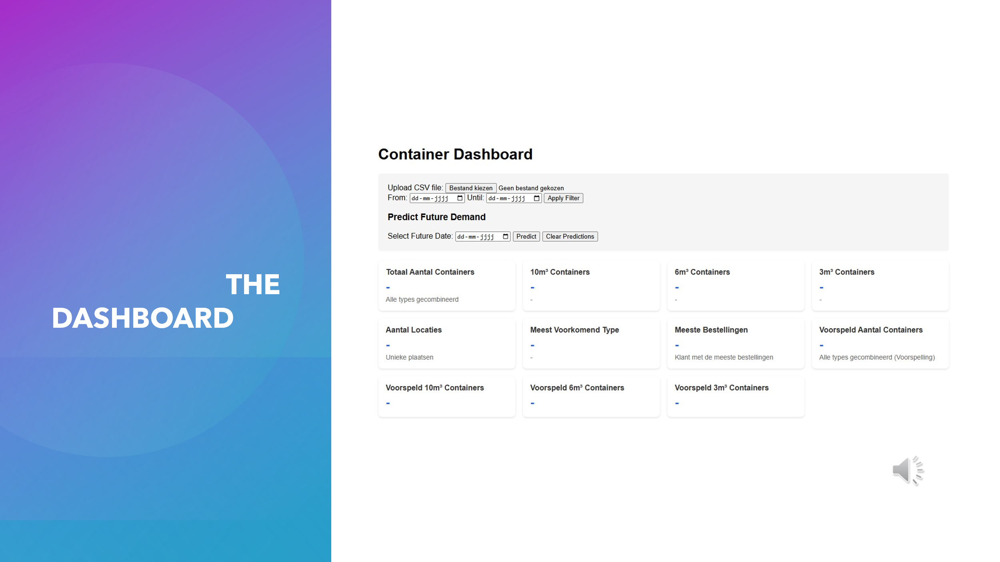 THE
DASHBOARD
Container Dashboard
Upload CSV file: Bestand kiezen Geen bestand gekozen
From: dd-mm-jjjj Until: dd-mm-jjjj Apply Filter
Predict Future Demand
Select Future Date: dd-mm-jjjj Predict Clear Predictions
Totaal Aantal Containers
-
Alle types gecombineerd
10m³ Containers
-
-
6m³ Containers
-
-
3m³ Containers
-
-
Aantal Locaties
-
Unieke plaatsen
Meest Voorkomend Type
-
-
Meeste Bestellingen
-
Klant met de meeste bestellingen
Voorspeld Aantal Containers
-
Alle types gecombineerd (Voorspelling)
Voorspeld 10m³ Containers
-
Voorspeld 6m³ Containers
-
Voorspeld 3m³ Containers
-